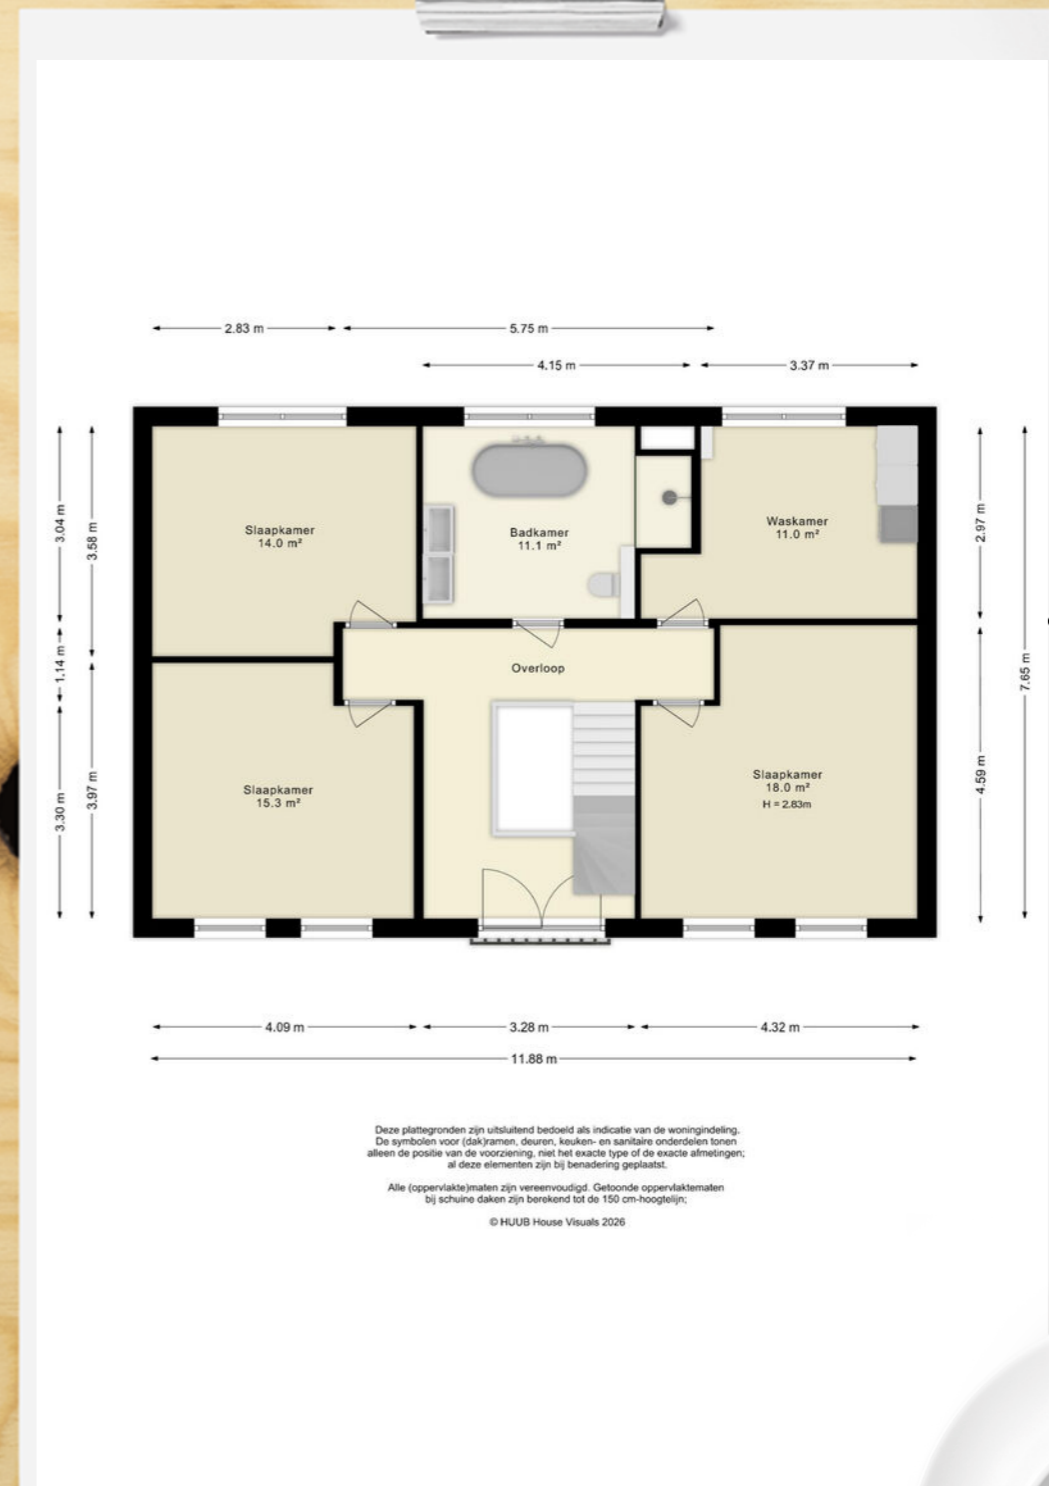 2.83 m
5.75 m
4.15 m
3.37 m
3.04 m
3.58 m
1.14 m
3.30 m
3.97 m
Slaapkamer
14.0 m²
Badkamer
11.1 m²
Waskamer
11.0 m²
Overloop
Slaapkamer
15.3 m²
Slaapkamer
18.0 m²
H = 2.83m
2.97 m
4.59 m
7.65 m
4.09 m
3.28 m
4.32 m
11.88 m
Deze plattegronden zijn uitsluitend bedoeld als indicatie van de woningindeling.
De symbolen voor (dak)ramen, deuren, keuken- en sanitaire onderdelen tonen
alleen de positie van de voorziening, niet het exacte type of de exacte afmetingen;
al deze elementen zijn bij benadering geplaatst.
Alle (oppervlakte)maten zijn vereenvoudigd. Getoonde oppervlaktematen
bij schuine daken zijn berekend tot de 150 cm-hoogtelijn;
© HUUB House Visuals 2026